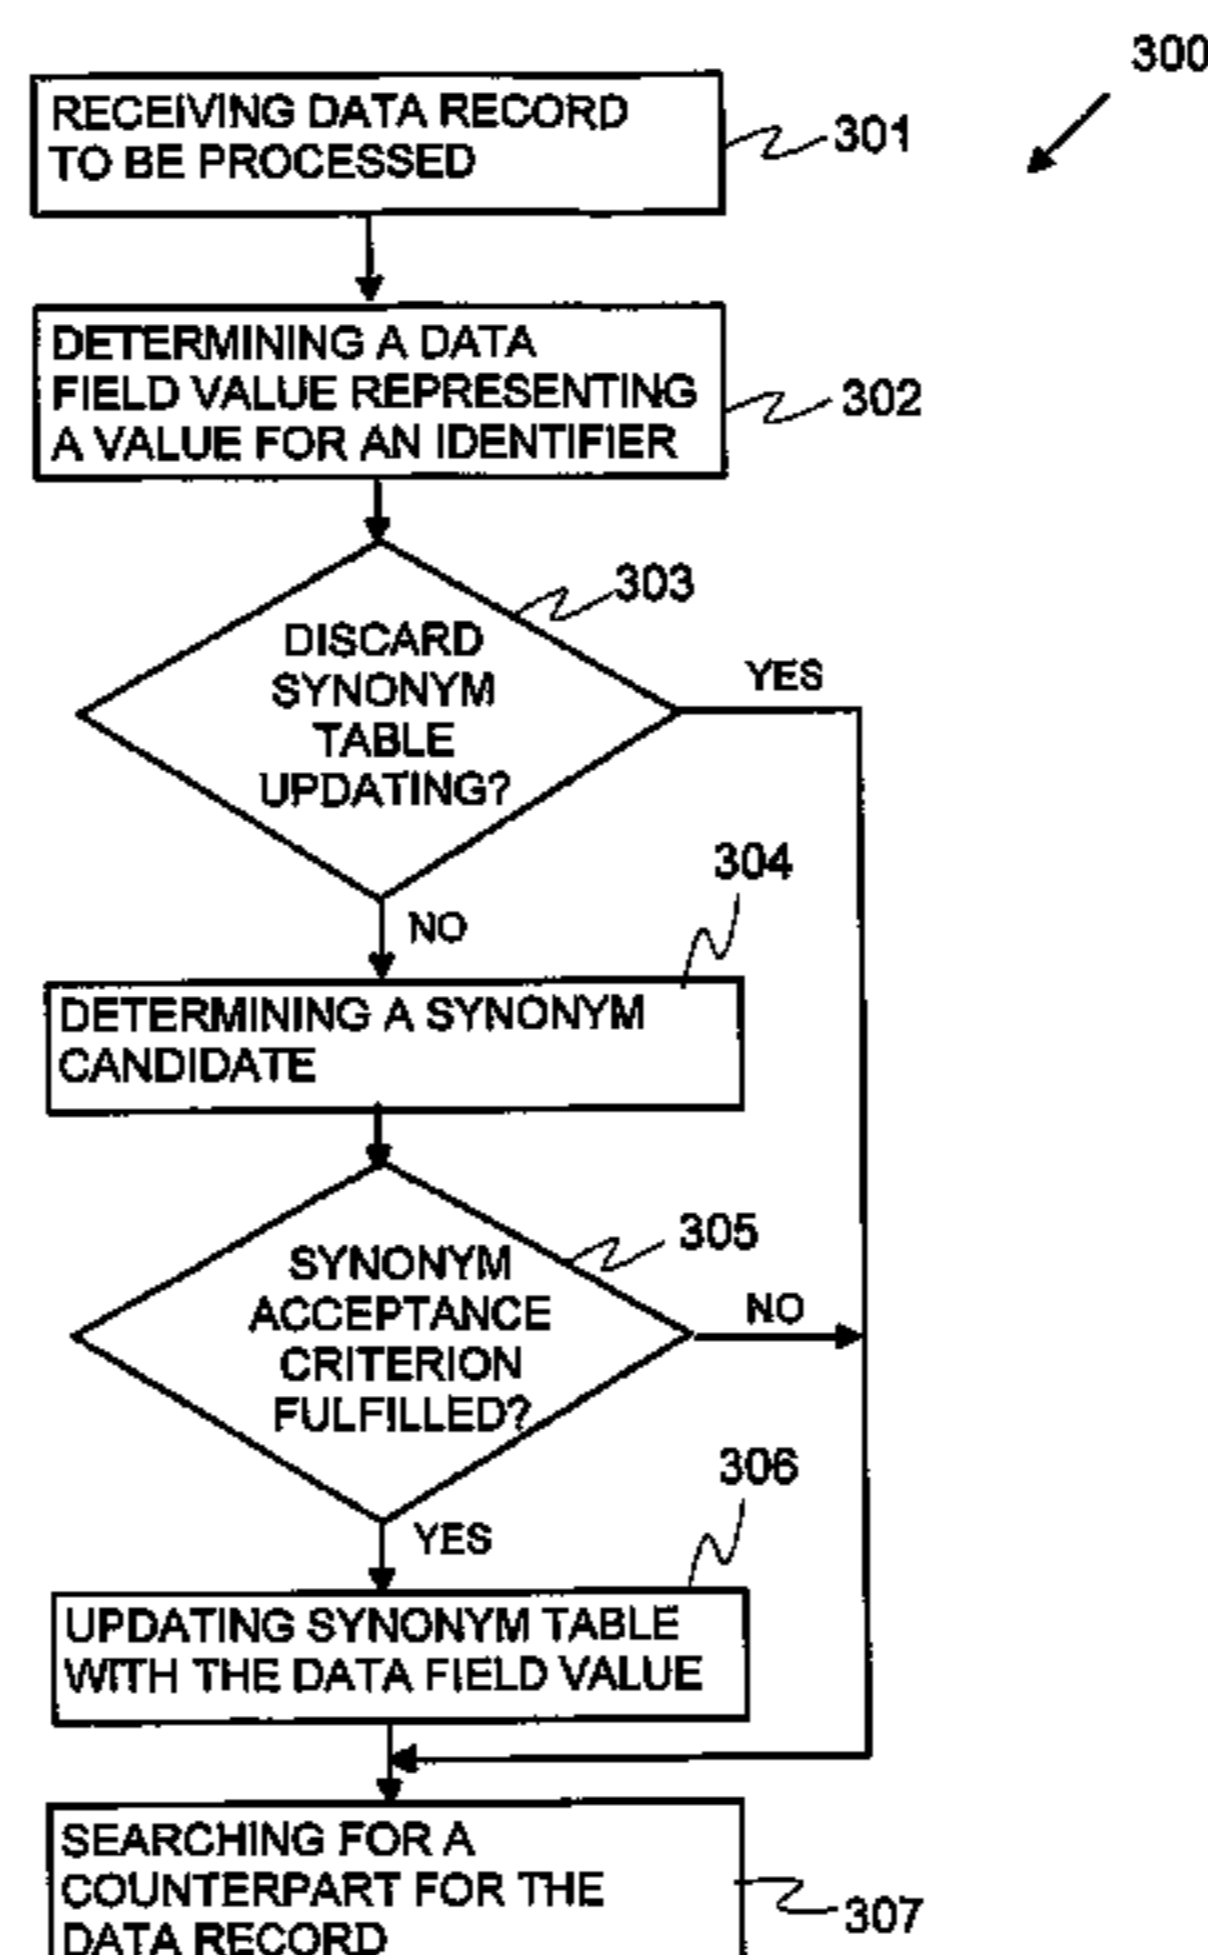 300
RECEIVING DATA RECORD
TO BE PROCESSED
301
DETERMINING A DATA
FIELD VALUE REPRESENTING
A VALUE FOR AN IDENTIFIER
302
303
DISCARD
SYNONYM
TABLE
UPDATING?
YES
NO
304
DETERMINING A SYNONYM
CANDIDATE
305
SYNONYM
ACCEPTANCE
CRITERION
FULFILLED?
NO
YES
306
UPDATING SYNONYM TABLE
WITH THE DATA FIELD VALUE
SEARCHING FOR A
COUNTERPART FOR THE
DATA RECORD
307